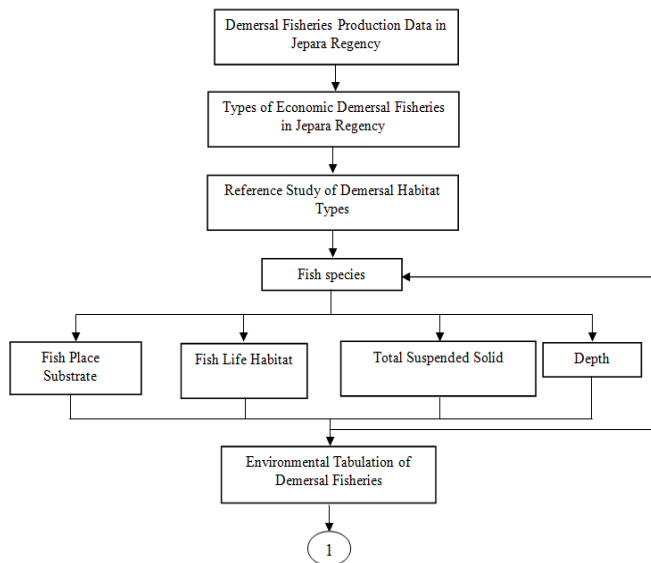 Demersal Fisheries Production Data in
Jepara Regency
Types of Economic Demersal Fisheries
in Jepara Regency
Reference Study of Demersal Habitat
Types
Fish species
Fish Place
Substrate
Fish Life Habitat
Total Suspended Solid
Depth
Environmental Tabulation of
Demersal Fisheries
1